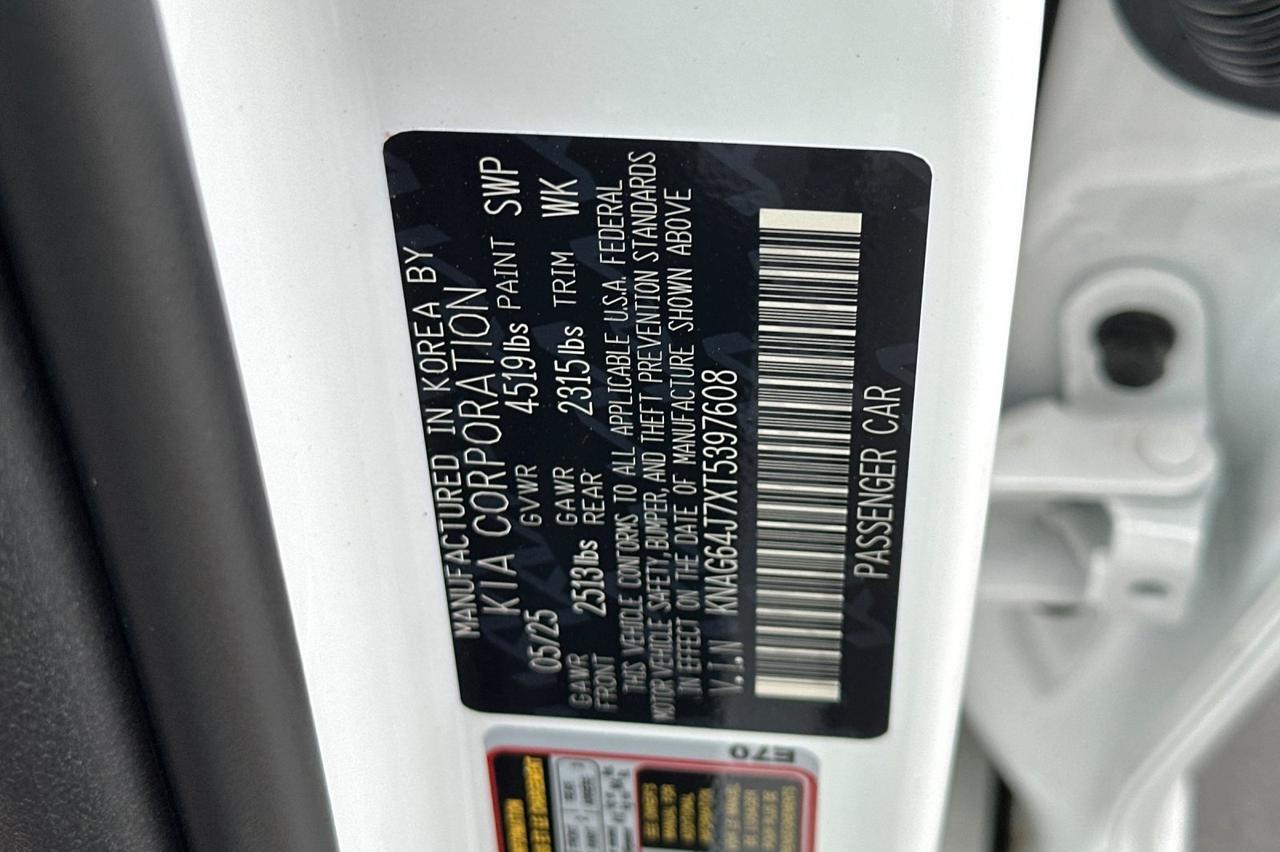 MANUFACTURED IN KOREA BY
KIA CORPORATION
05/25 GVWR 4519lbs PAINT SWP
GAWR FRONT 2513lbs GAWR REAR 2315lbs TRIM WK
THIS VEHICLE CONFORMS TO ALL APPLICABLE U.S.A. FEDERAL
MOTOR VEHICLE SAFETY, BUMPER, AND THEFT PREVENTION STANDARDS
IN EFFECT ON THE DATE OF MANUFACTURE SHOWN ABOVE
V.I.N KNAG64J7XT5397608
PASSENGER CAR
E70